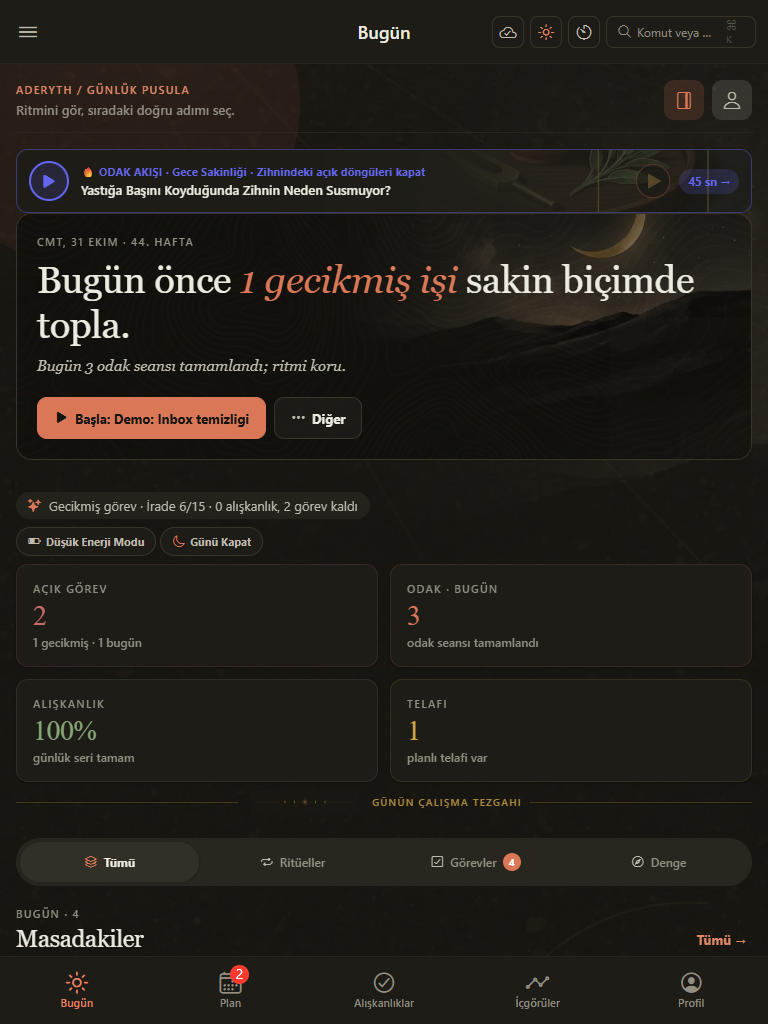 Bugün
Komut veya ...
⌘
K
ADERYTH / GÜNLÜK PUSULA
Ritmini gör, sıradaki doğru adımı seç.
ODAK AKIŞI · Gece Sakinliği · Zihnindeki açık döngüleri kapat
Yastığa Başını Koyduğunda Zihnin Neden Susmuyor?
45 sn →
CMT, 31 EKIM · 44. HAFTA
Bugün önce 1 gecikmiş işi sakin biçimde
topla.
Bugün 3 odak seansı tamamlandı; ritmi koru.
Başla: Demo: Inbox temizligi
··· Diğer
Gecikmiş görev · İrade 6/15 · 0 alışkanlık, 2 görev kaldı
Düşük Enerji Modu
Günü Kapat
AÇIK GÖREV
2
1 gecikmiş · 1 bugün
ODAK · BUGÜN
3
odak seansı tamamlandı
ALIŞKANLIK
100%
günlük seri tamam
TELAFI
1
planlı telafi var
GÜNÜN ÇALIŞMA TEZGAHI
Tümü
Ritüeller
Görevler 4
Denge
BUGÜN · 4
Masadakiler
Tümü →
2
Bugün
Plan
Alışkanlıklar
İçgörüler
Profil